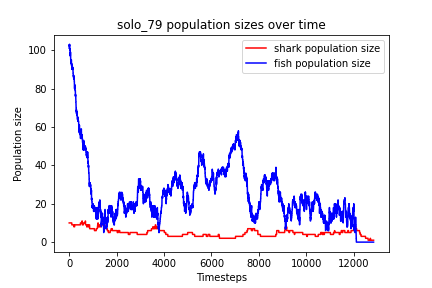 solo_79 population sizes over time
shark population size
fish population size
Population size
100
80
60
40
20
0
0 2000 4000 6000 8000 10000 12000
Timesteps